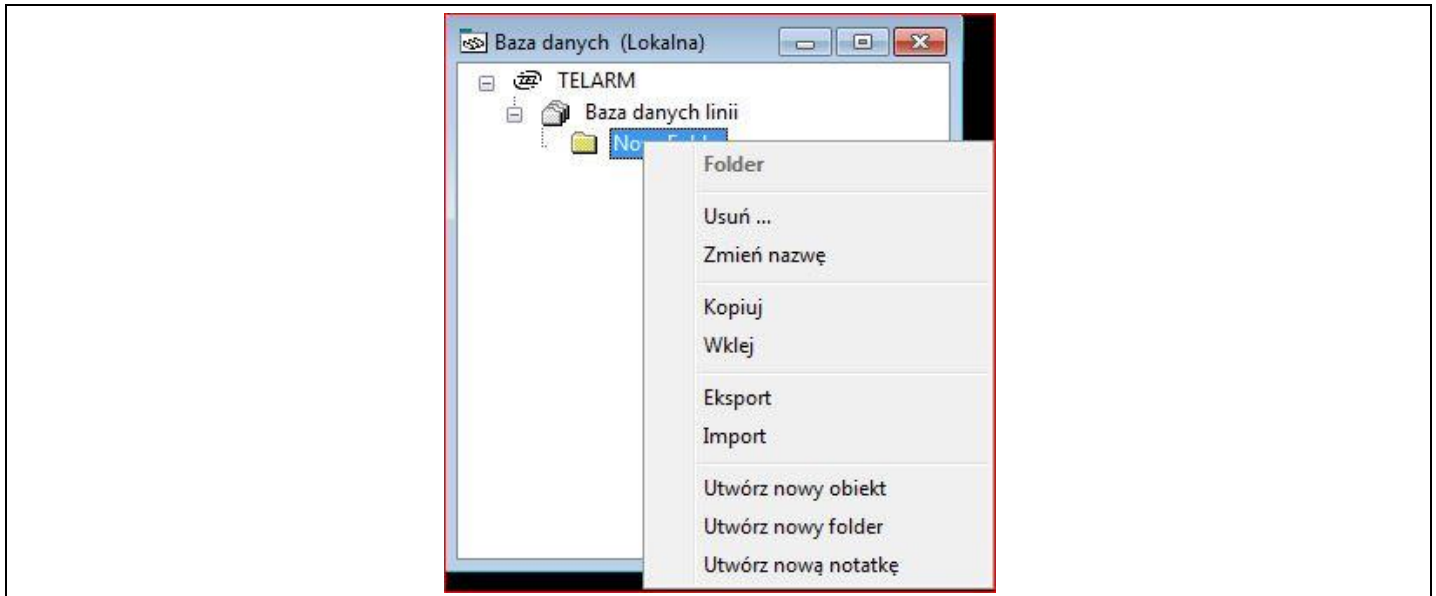 Baza danych (Lokalna)
TELARM
Baza danych linii
Folder
Usuń ...
Zmień nazwę
Kopiuj
Wklej
Eksport
Import
Utwórz nowy obiekt
Utwórz nowy folder
Utwórz nową notatkę